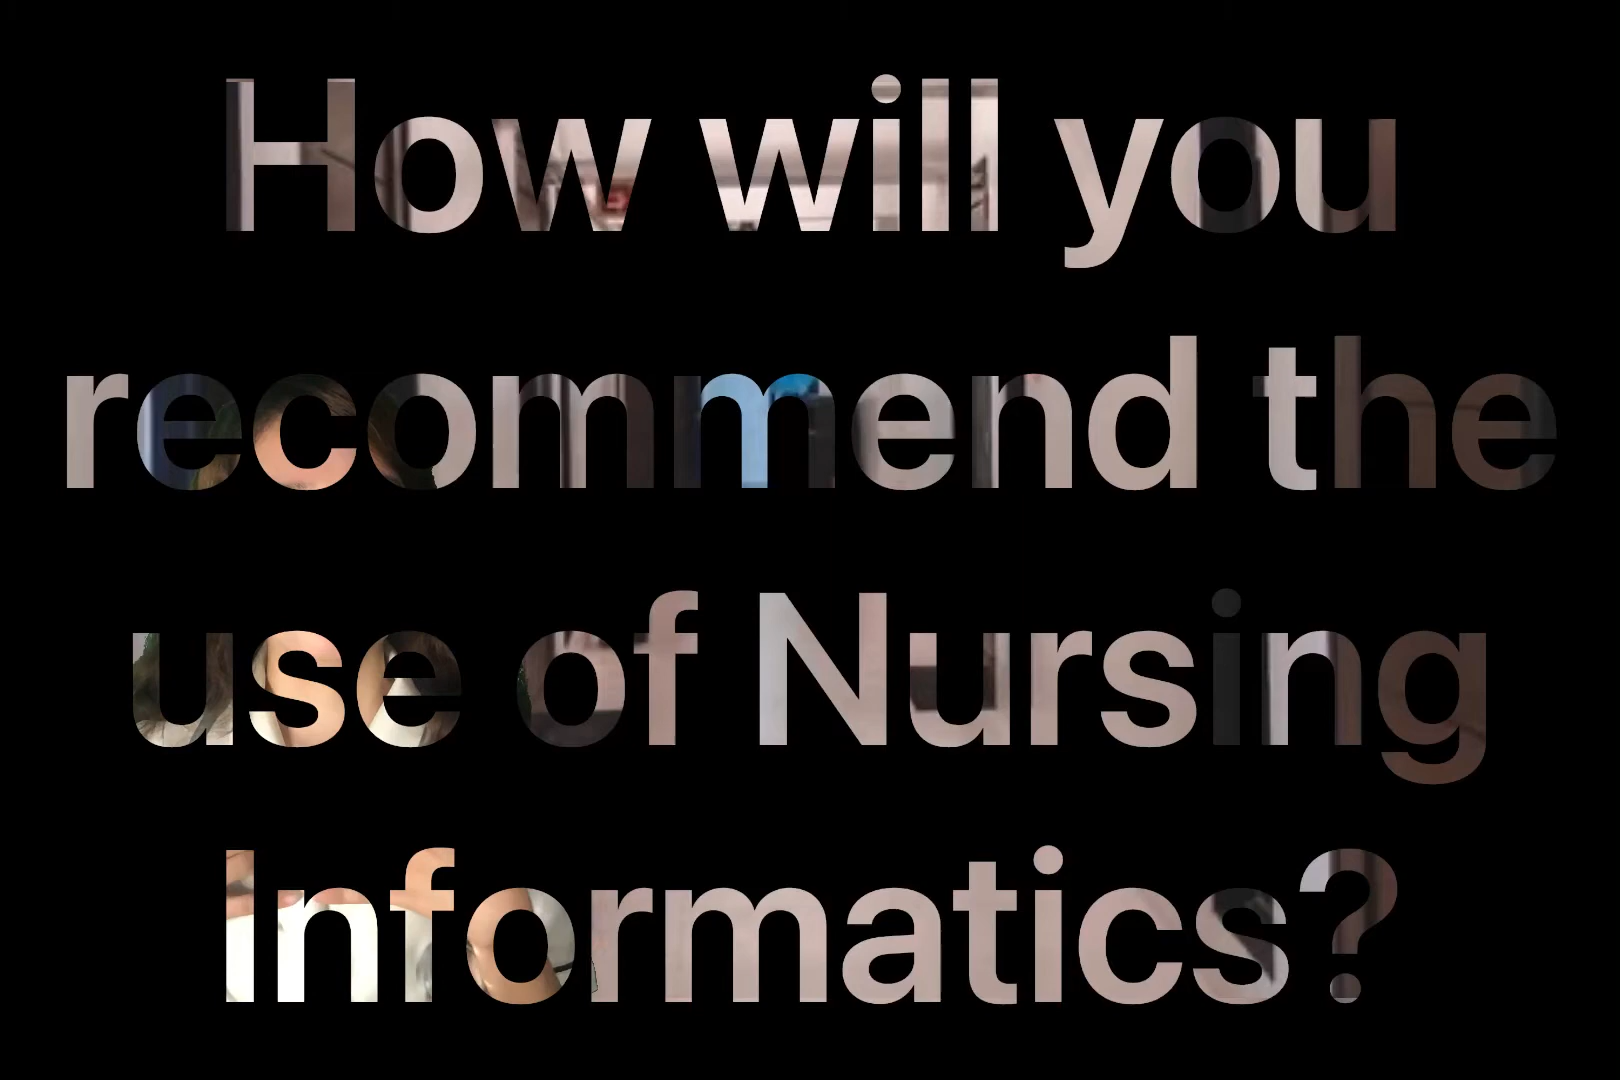 How will you
recommend the
use of Nursing
Informatics?